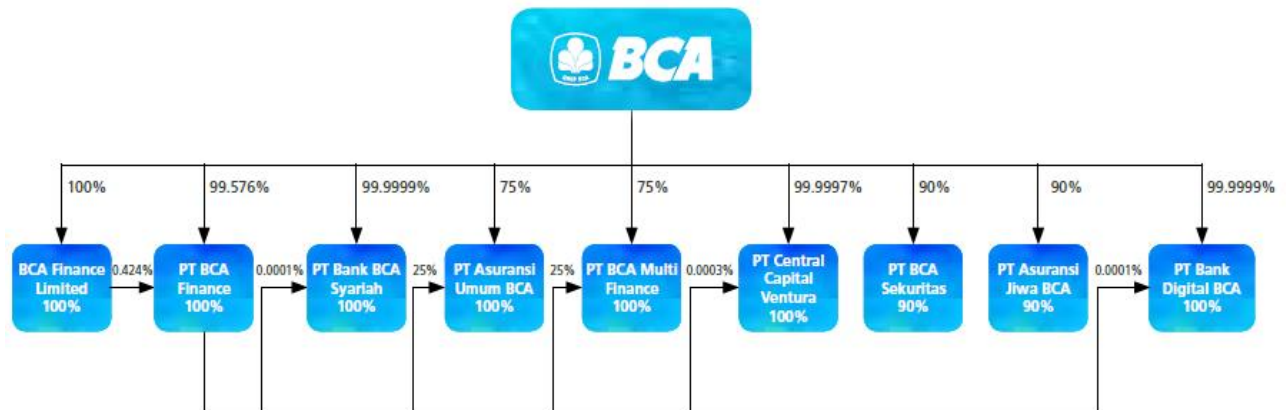 BCA
100%
99.576%
99.9999%
75%
75%
99.9997%
90%
90%
99.9999%
BCA Finance
Limited
100%
0.424%
PT BCA
Finance
100%
0.0001%
PT Bank BCA
Syariah
100%
25%
PT Asuransi
Umum BCA
100%
25%
PT BCA Multi
Finance
100%
0.0003%
PT Central
Capital
Ventura
100%
PT BCA
Sekuritas
90%
PT Asuransi
Jiwa BCA
90%
0.0001%
PT Bank
Digital BCA
100%